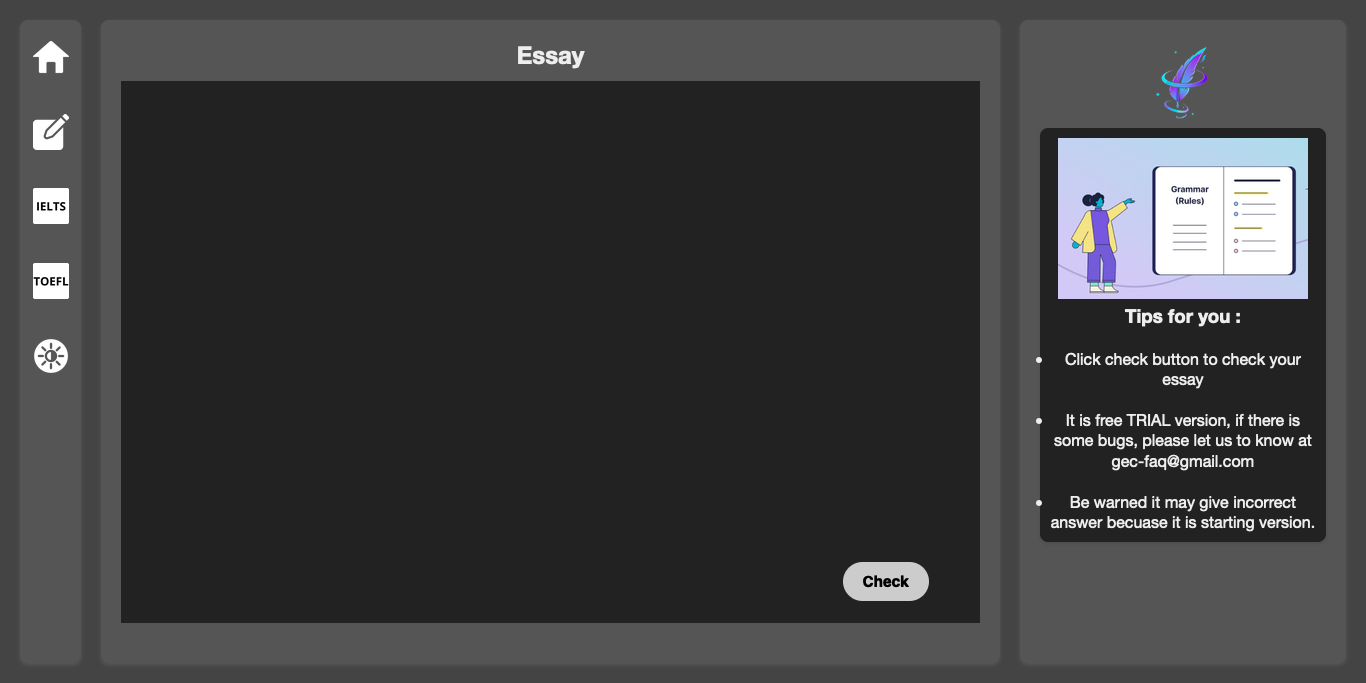 Essay
IELTS
TOEFL
Check
Grammar
(Rules)
Tips for you :
Click check button to check your
essay
It is free TRIAL version, if there is
some bugs, please let us to know at
gec-faq@gmail.com
Be warned it may give incorrect
answer becuase it is starting version.